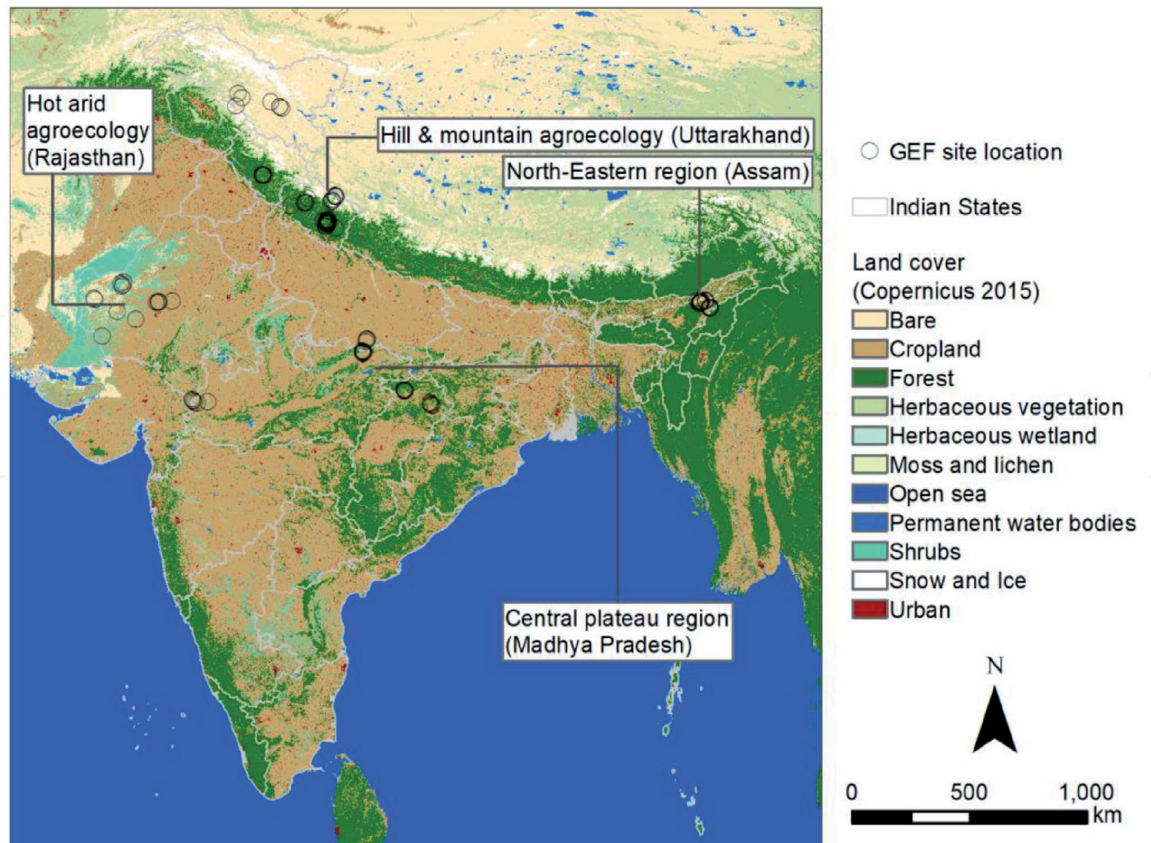 Hot arid
agroecology
(Rajasthan)
Hill & mountain agroecology (Uttarakhand)
North-Eastern region (Assam)
Central plateau region
(Madhya Pradesh)
GEF site location
Indian States
Land cover
(Copernicus 2015)
Bare
Cropland
Forest
Herbaceous vegetation
Herbaceous wetland
Moss and lichen
Open sea
Permanent water bodies
Shrubs
Snow and Ice
Urban
N
0 500 1,000
km